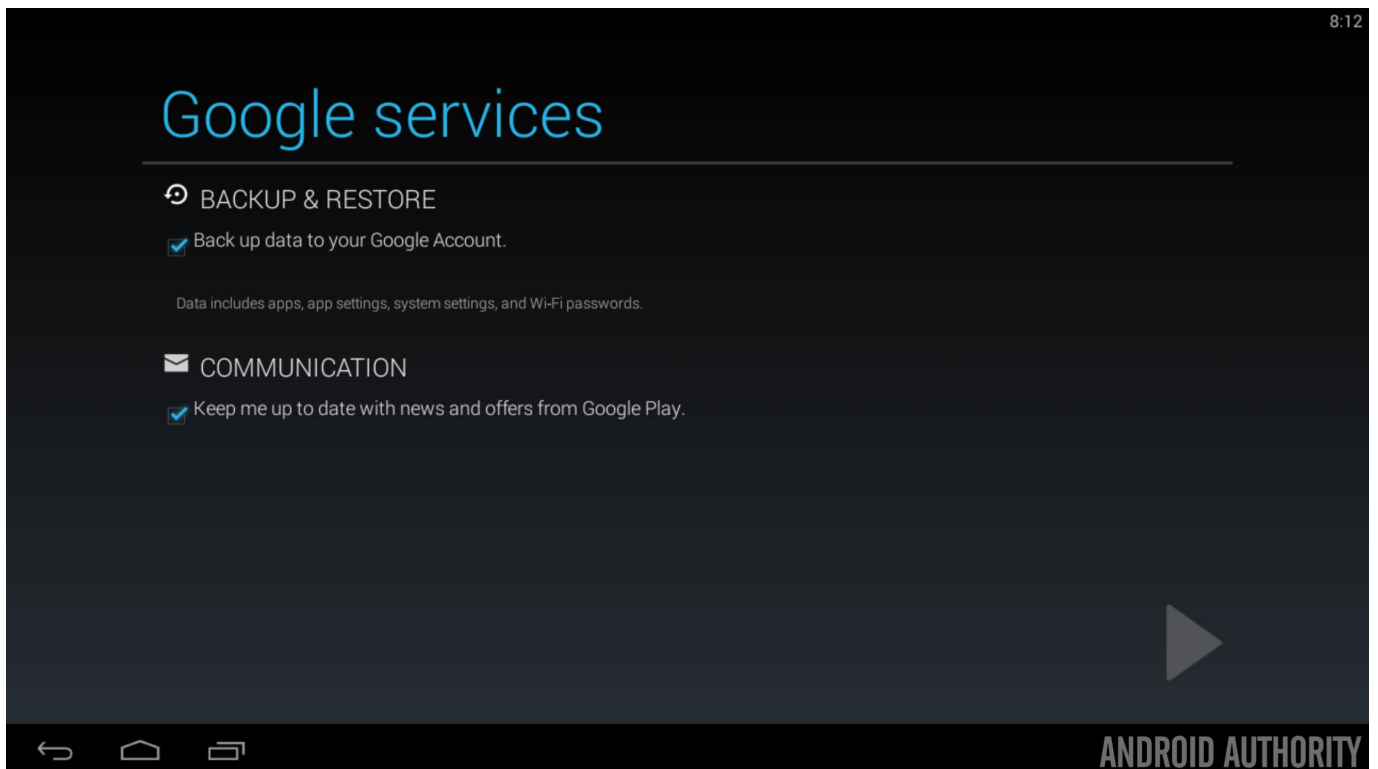 8:12
Google services
BACKUP & RESTORE
Back up data to your Google Account.
Data includes apps, app settings, system settings, and Wi-Fi passwords.
COMMUNICATION
Keep me up to date with news and offers from Google Play.
ANDROID AUTHORITY